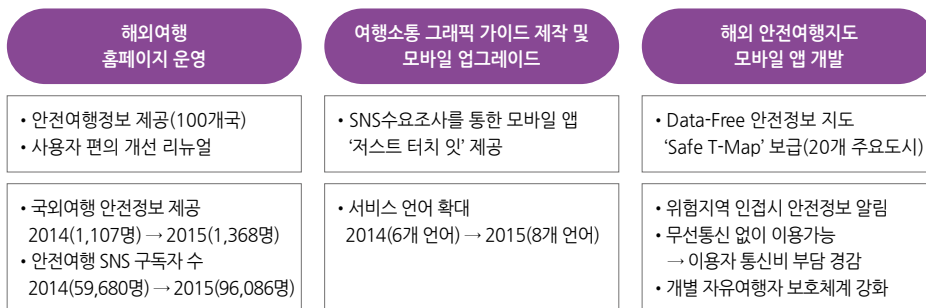 해외여행
홈페이지 운영
• 안전여행정보 제공(100개국)
• 사용자 편의 개선 리뉴얼
• 국외여행 안전정보 제공
2014(1,107명) → 2015(1,368명)
• 안전여행 SNS 구독자 수
2014(59,680명) → 2015(96,086명)
여행소통 그래픽 가이드 제작 및
모바일 업그레이드
• SNS수요조사를 통한 모바일 앱
‘저스트 터치 잇’ 제공
• 서비스 언어 확대
2014(6개 언어) → 2015(8개 언어)
해외 안전여행지도
모바일 앱 개발
• Data-Free 안전정보 지도
‘Safe T-Map’ 보급(20개 주요도시)
• 위험지역 인접시 안전정보 알림
• 무선통신 없이 이용가능
→ 이용자 통신비 부담 경감
• 개별 자유여행자 보호체계 강화